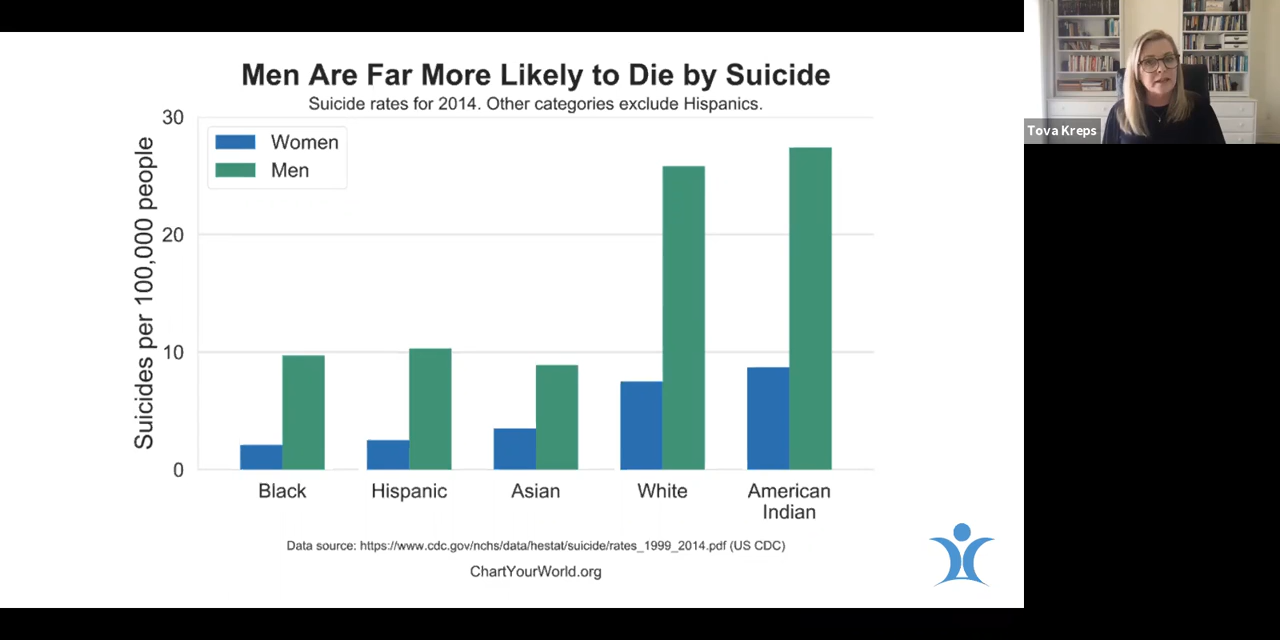 Men Are Far More Likely to Die by Suicide
Suicide rates for 2014. Other categories exclude Hispanics.
Suicides per 100,000 people
30
20
10
0
Women
Men
Black
Hispanic
Asian
White
American
Indian
Data source: https://www.cdc.gov/nchs/data/hestat/suicide/rates_1999_2014.pdf (US CDC)
ChartYourWorld.org
Tova Kreps